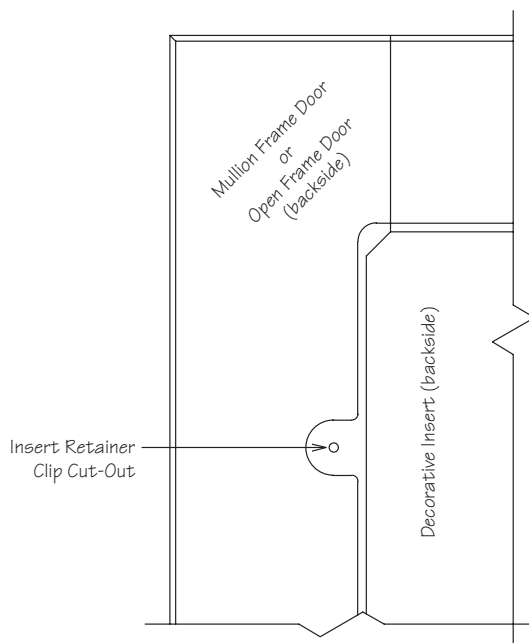 Mullion Frame Door
or
Open Frame Door
(backside)
Decorative Insert (backside)
Insert Retainer
Clip Cut-Out